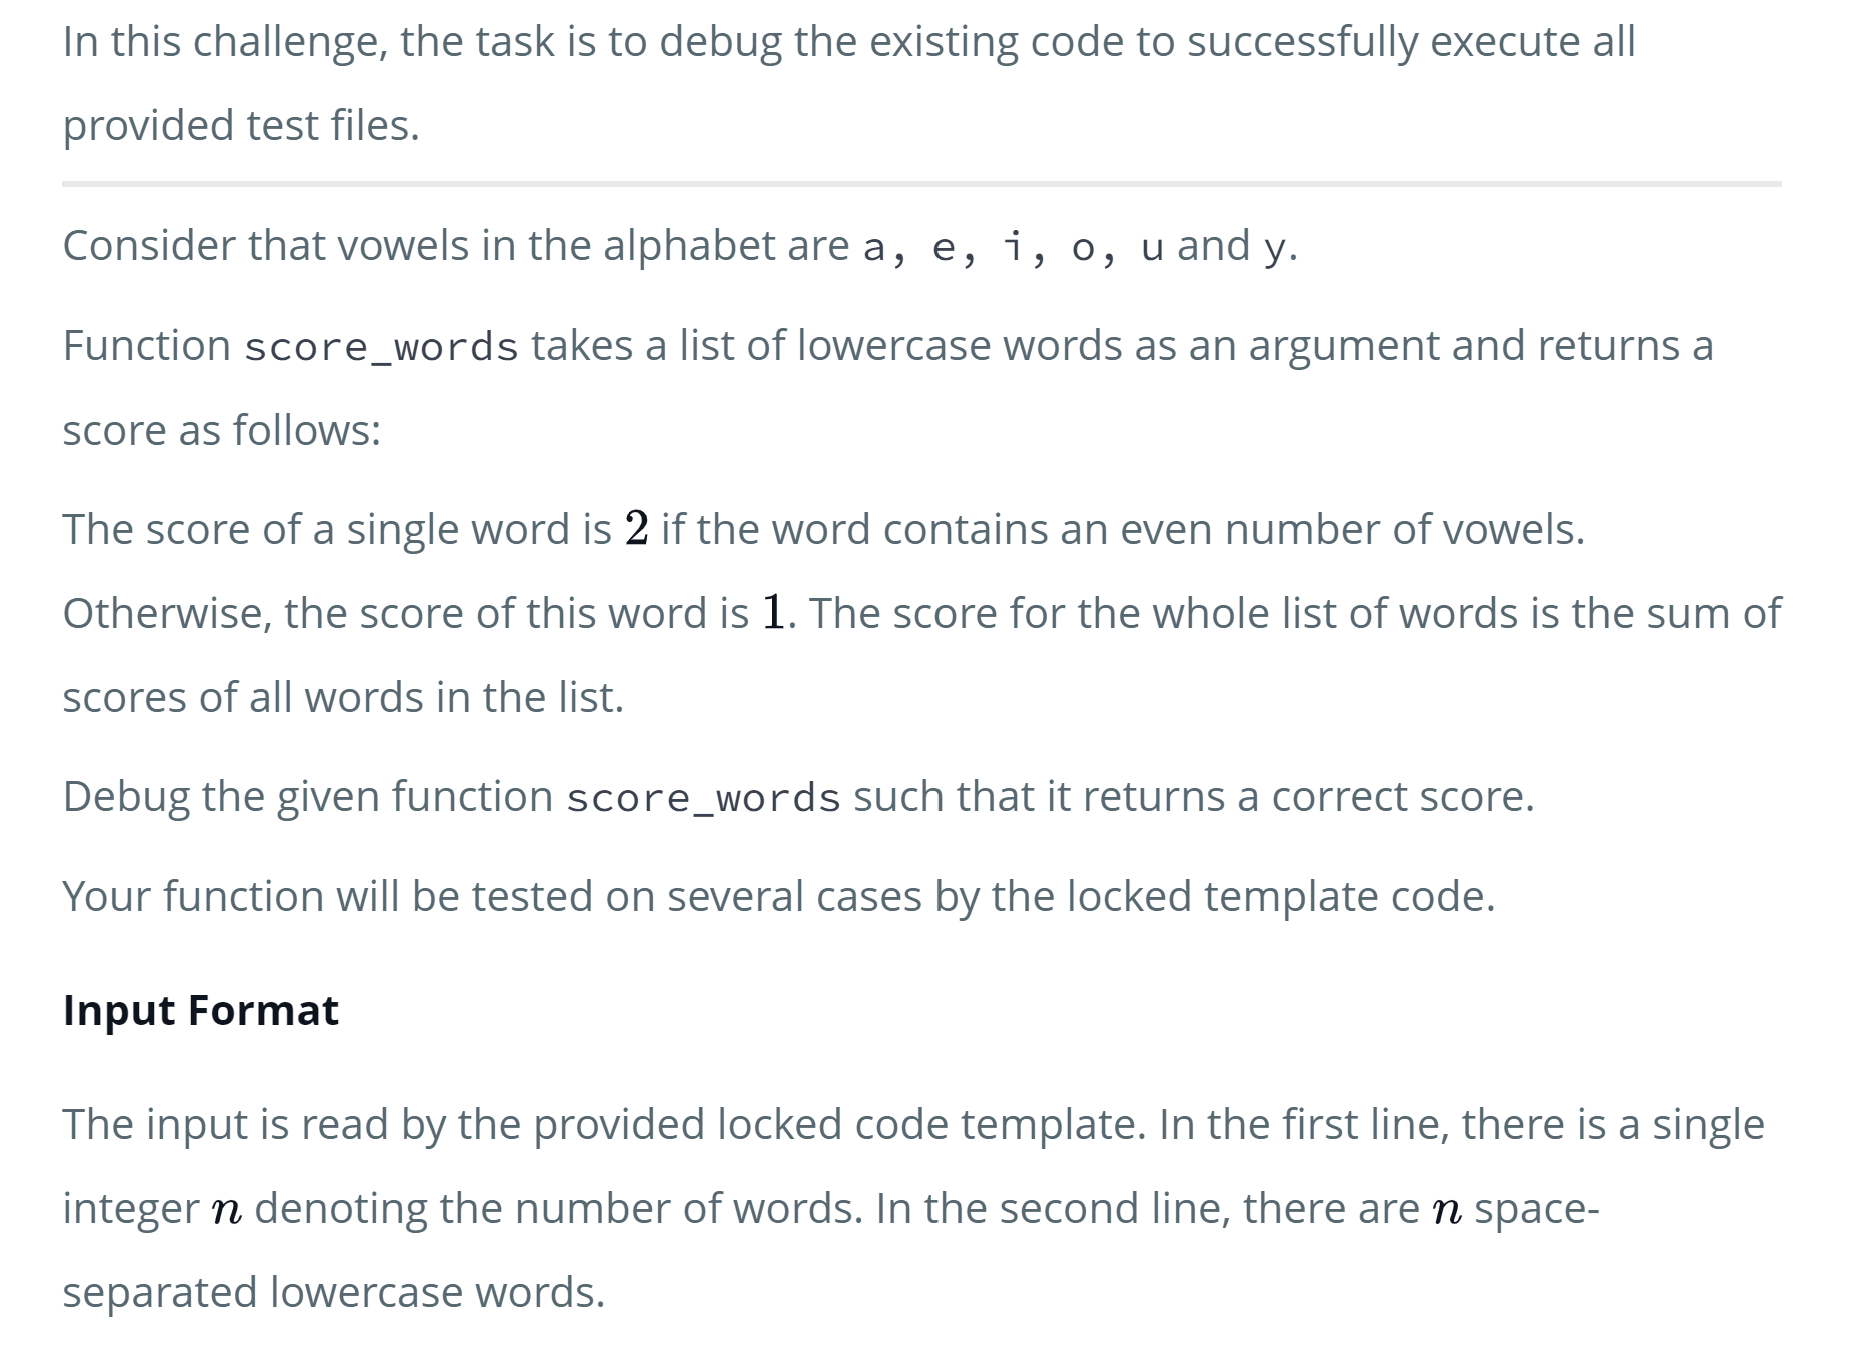 In this challenge, the task is to debug the existing code to successfully execute all
provided test files.
Consider that vowels in the alphabet are a, e, i, o, u and y.
Function score_words takes a list of lowercase words as an argument and returns a
score as follows:
The score of a single word is 2 if the word contains an even number of vowels.
Otherwise, the score of this word is 1. The score for the whole list of words is the sum of
scores of all words in the list.
Debug the given function score_words such that it returns a correct score.
Your function will be tested on several cases by the locked template code.
Input Format
The input is read by the provided locked code template. In the first line, there is a single
integer n denoting the number of words. In the second line, there are n space-
separated lowercase words.